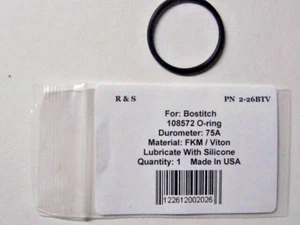 R & S PN 2-26BTV
For: Bostitch
108572 O-ring
Durometer: 75A
Material: FKM / Viton
Lubricate With Silicone
Quantity: 1 Made In USA
122612002026